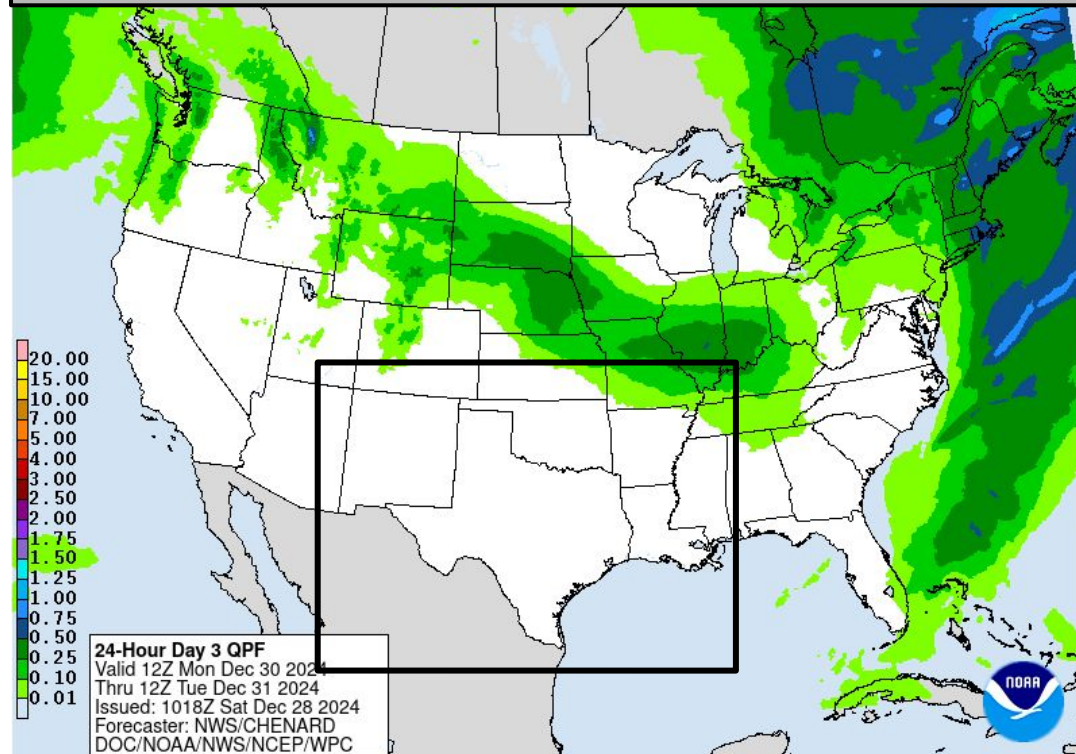 20.00
15.00
10.00
7.00
5.00
4.00
3.00
2.50
2.00
1.75
1.50
1.25
1.00
0.75
0.50
0.25
0.10
0.01
24-Hour Day 3 QPF
Valid 12Z Mon Dec 30 2024
Thru 12Z Tue Dec 31 2024
Issued: 1018Z Sat Dec 28 2024
Forecaster: NWS/CHENARD
DOC/NOAA/NWS/NCEP/WPC
NOAA